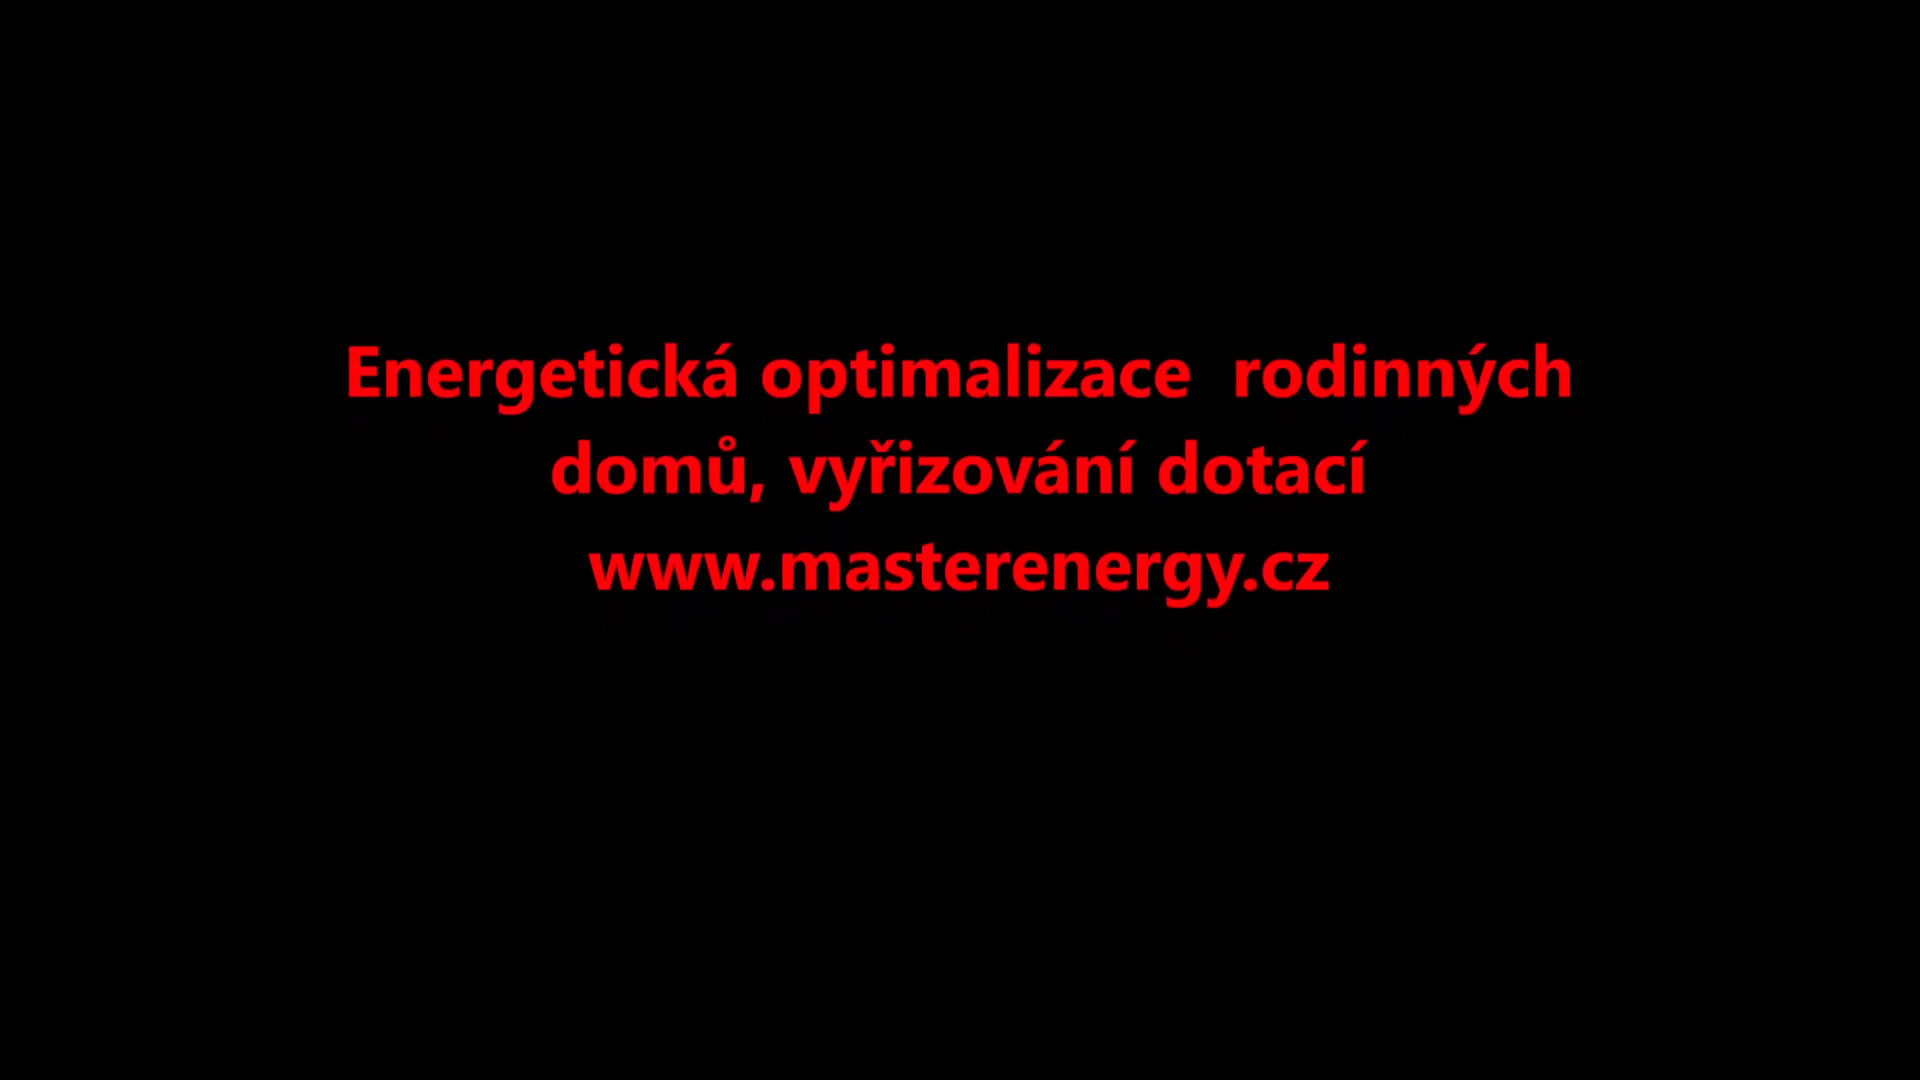 Energetická optimalizace  rodinných
domů, vyřizování dotací
www.masterenergy.cz